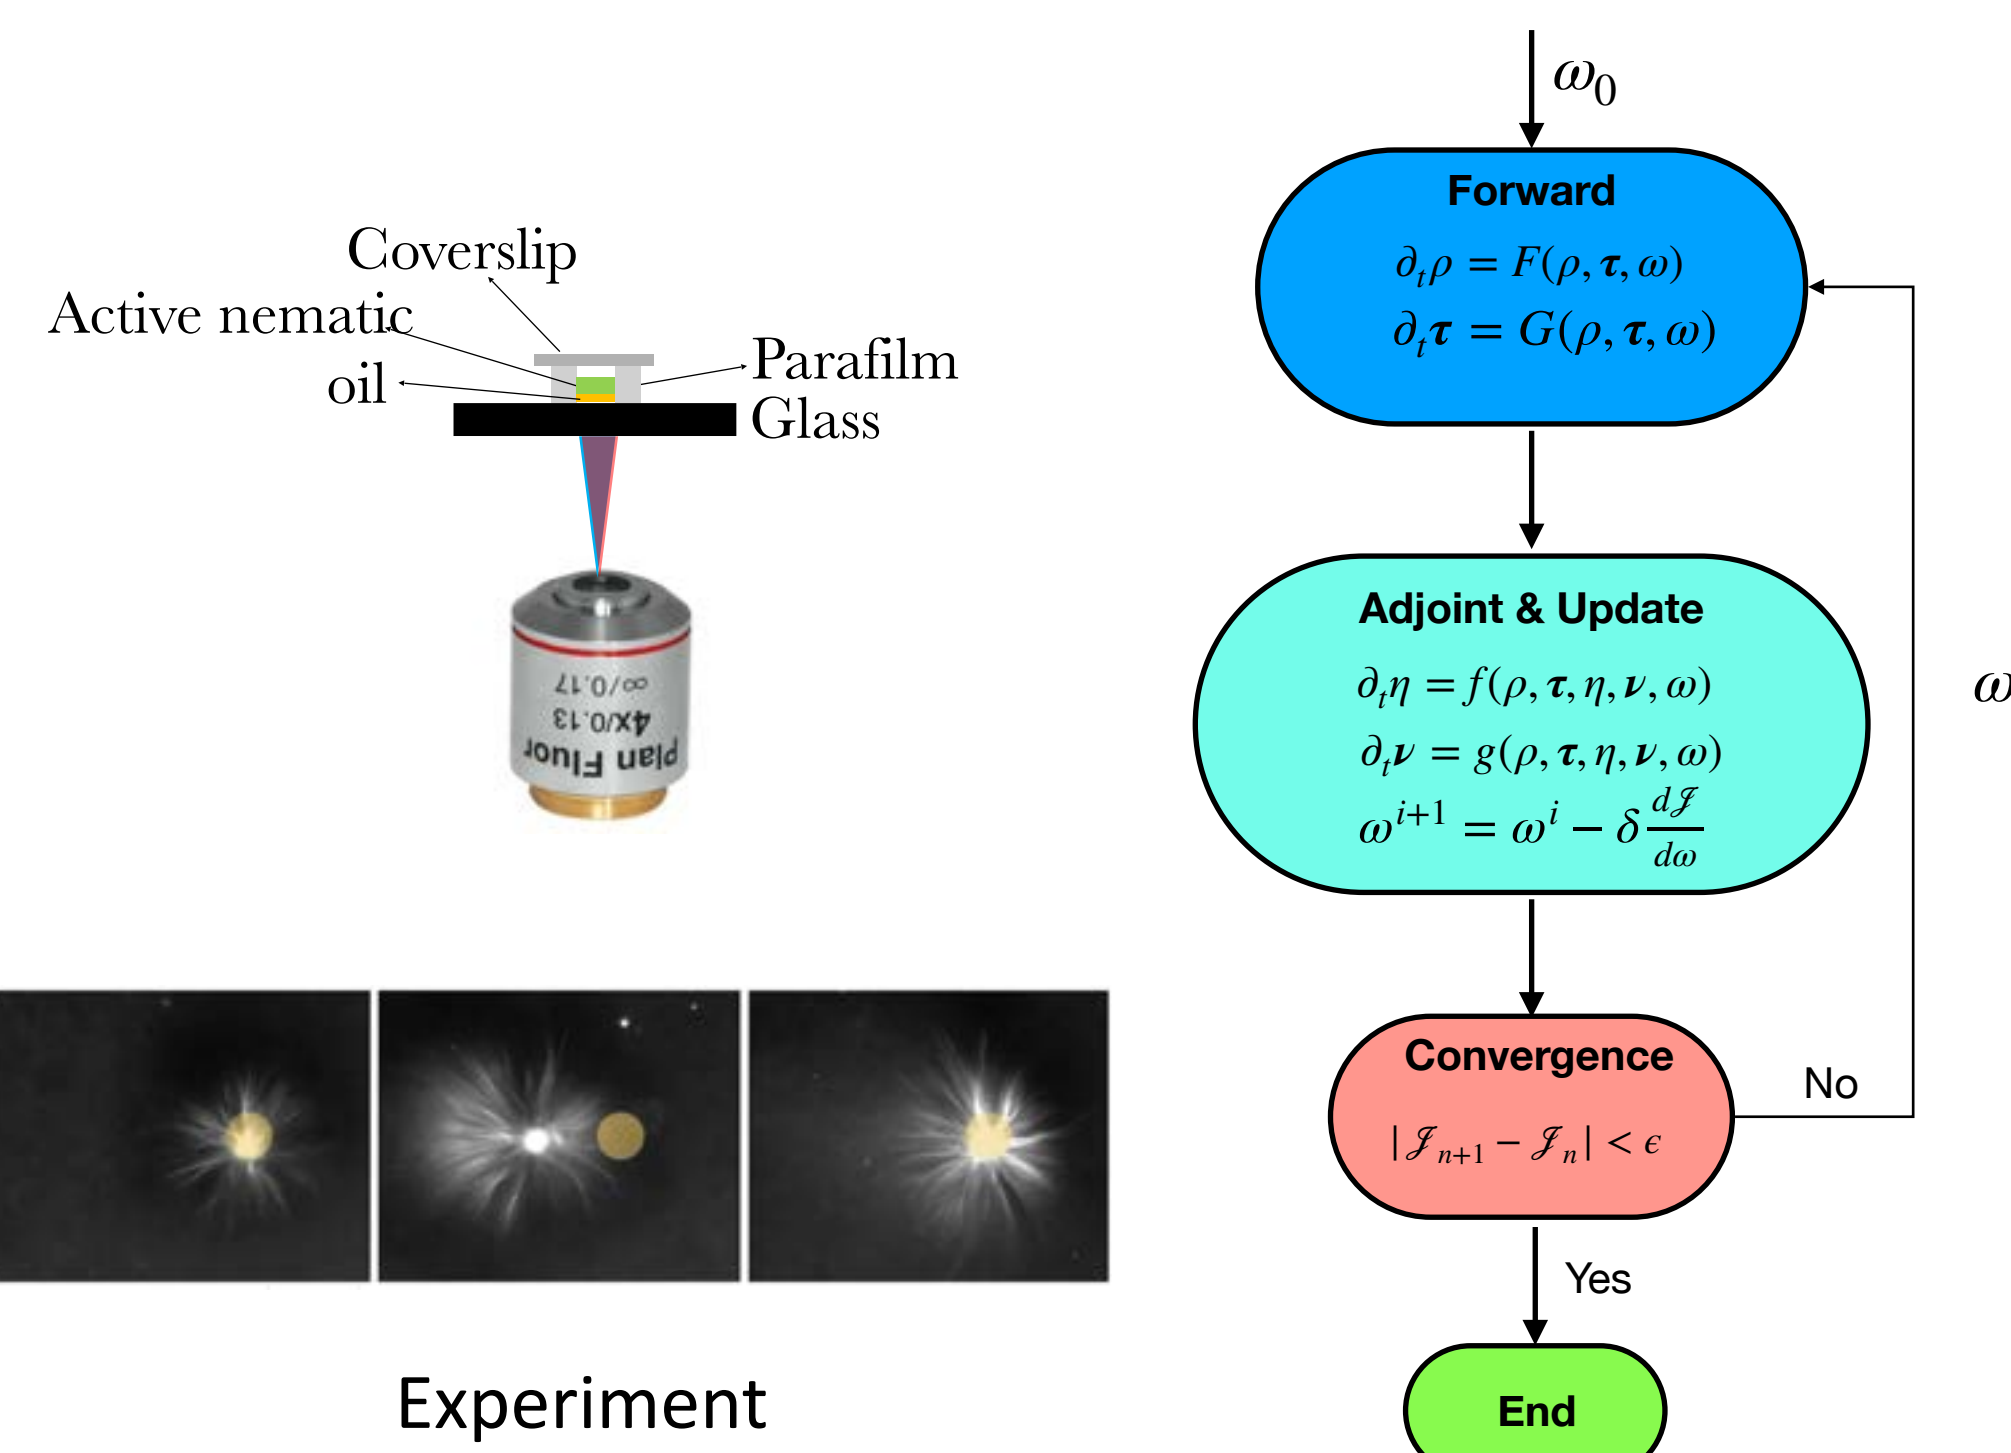 Coverslip
Active nematic
oil
Parafilm
Glass
∞/0.17
4x/0.13
Plan Fluor
Experiment
ω₀
Forward
∂ₜρ = F(ρ, τ, ω)
∂ₜτ = G(ρ, τ, ω)
Adjoint & Update
∂ₜη = f(ρ, τ, η, ν, ω)
∂ₜν = g(ρ, τ, η, ν, ω)
ωⁱ⁺¹ = ωⁱ − δ d𝒥/dω
ω
Convergence
|𝒥ₙ₊₁ − 𝒥ₙ| < ϵ
No
Yes
End